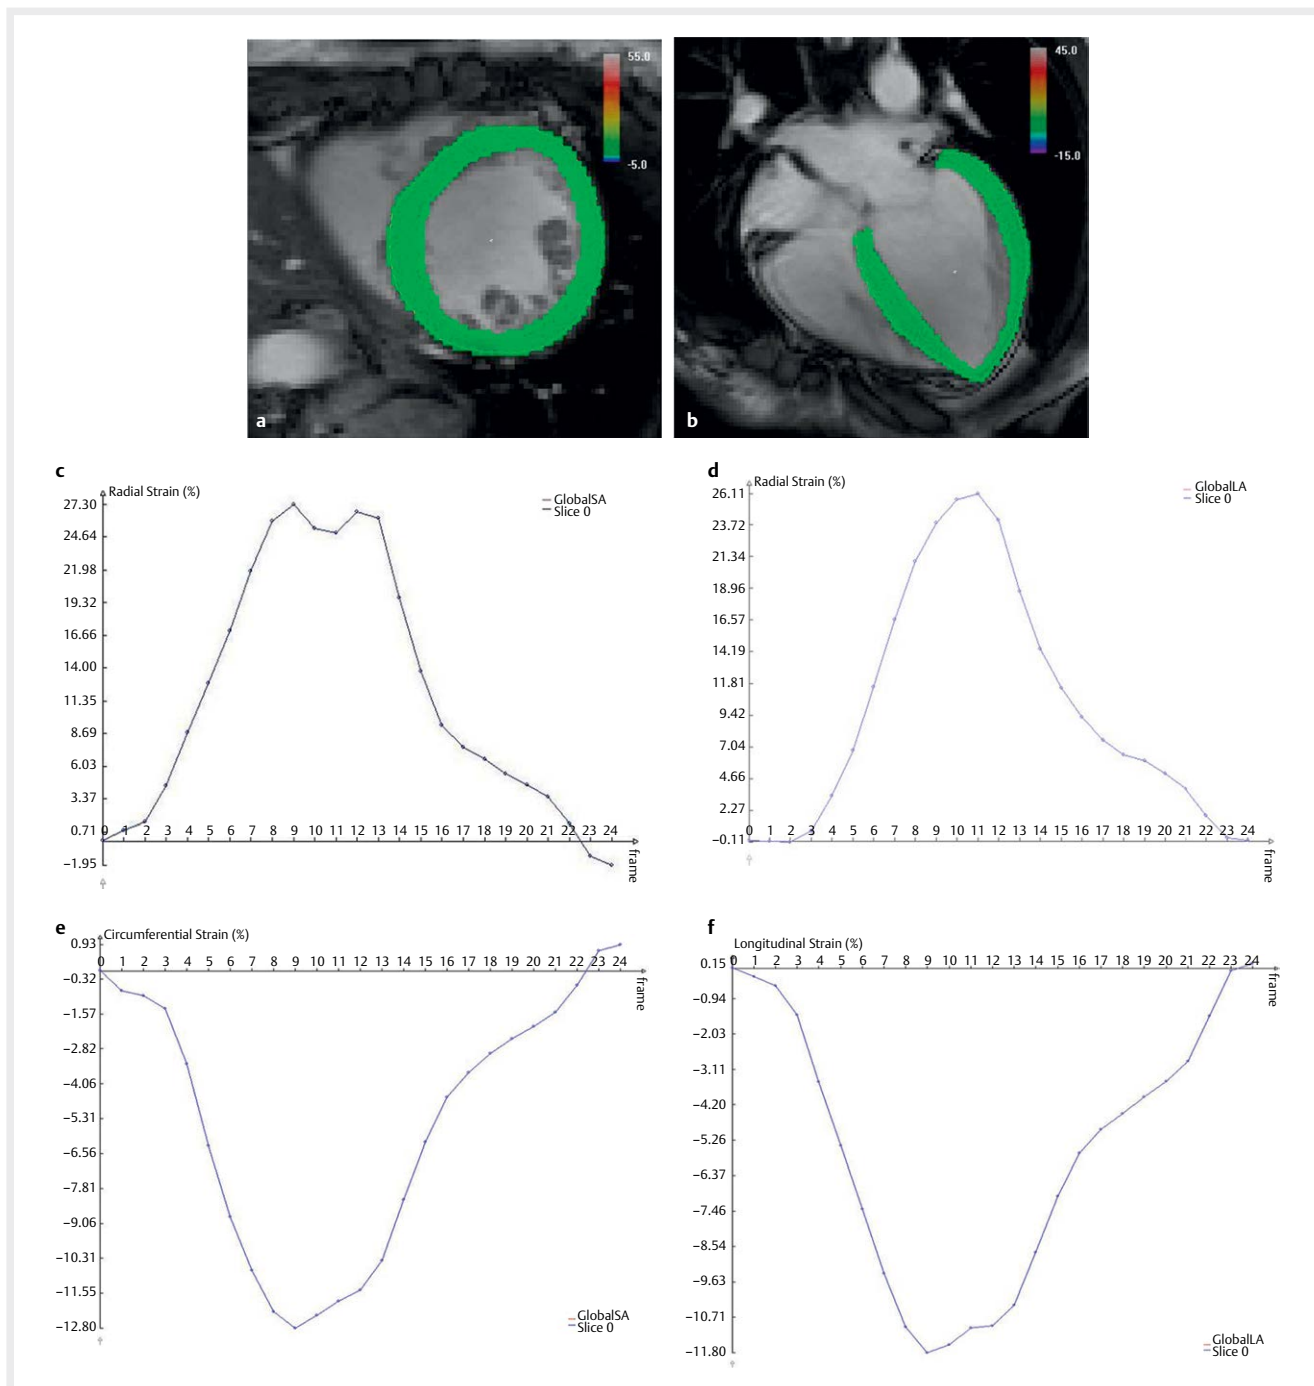 55.0
-5.0
a
45.0
-15.0
b
c
Radial Strain (%)
GlobalSA
Slice 0
27.30
24.64
21.98
19.32
16.66
14.00
11.35
8.69
6.03
3.37
0.71
−1.95
0 1 2 3 4 5 6 7 8 9 10 11 12 13 14 15 16 17 18 19 20 21 22 23 24
frame
d
Radial Strain (%)
GlobalLA
Slice 0
26.11
23.72
21.34
18.96
16.57
14.19
11.81
9.42
7.04
4.66
2.27
−0.11
0 1 2 3 4 5 6 7 8 9 10 11 12 13 14 15 16 17 18 19 20 21 22 23 24
frame
e
Circumferential Strain (%)
0.93
0 1 2 3 4 5 6 7 8 9 10 11 12 13 14 15 16 17 18 19 20 21 22 23 24
frame
−0.32
−1.57
−2.82
−4.06
−5.31
−6.56
−7.81
−9.06
−10.31
−11.55
−12.80
GlobalSA
Slice 0
f
Longitudinal Strain (%)
0.15
0 1 2 3 4 5 6 7 8 9 10 11 12 13 14 15 16 17 18 19 20 21 22 23 24
frame
−0.94
−2.03
−3.11
−4.20
−5.26
−6.37
−7.46
−8.54
−9.63
−10.71
−11.80
GlobalLA
Slice 0